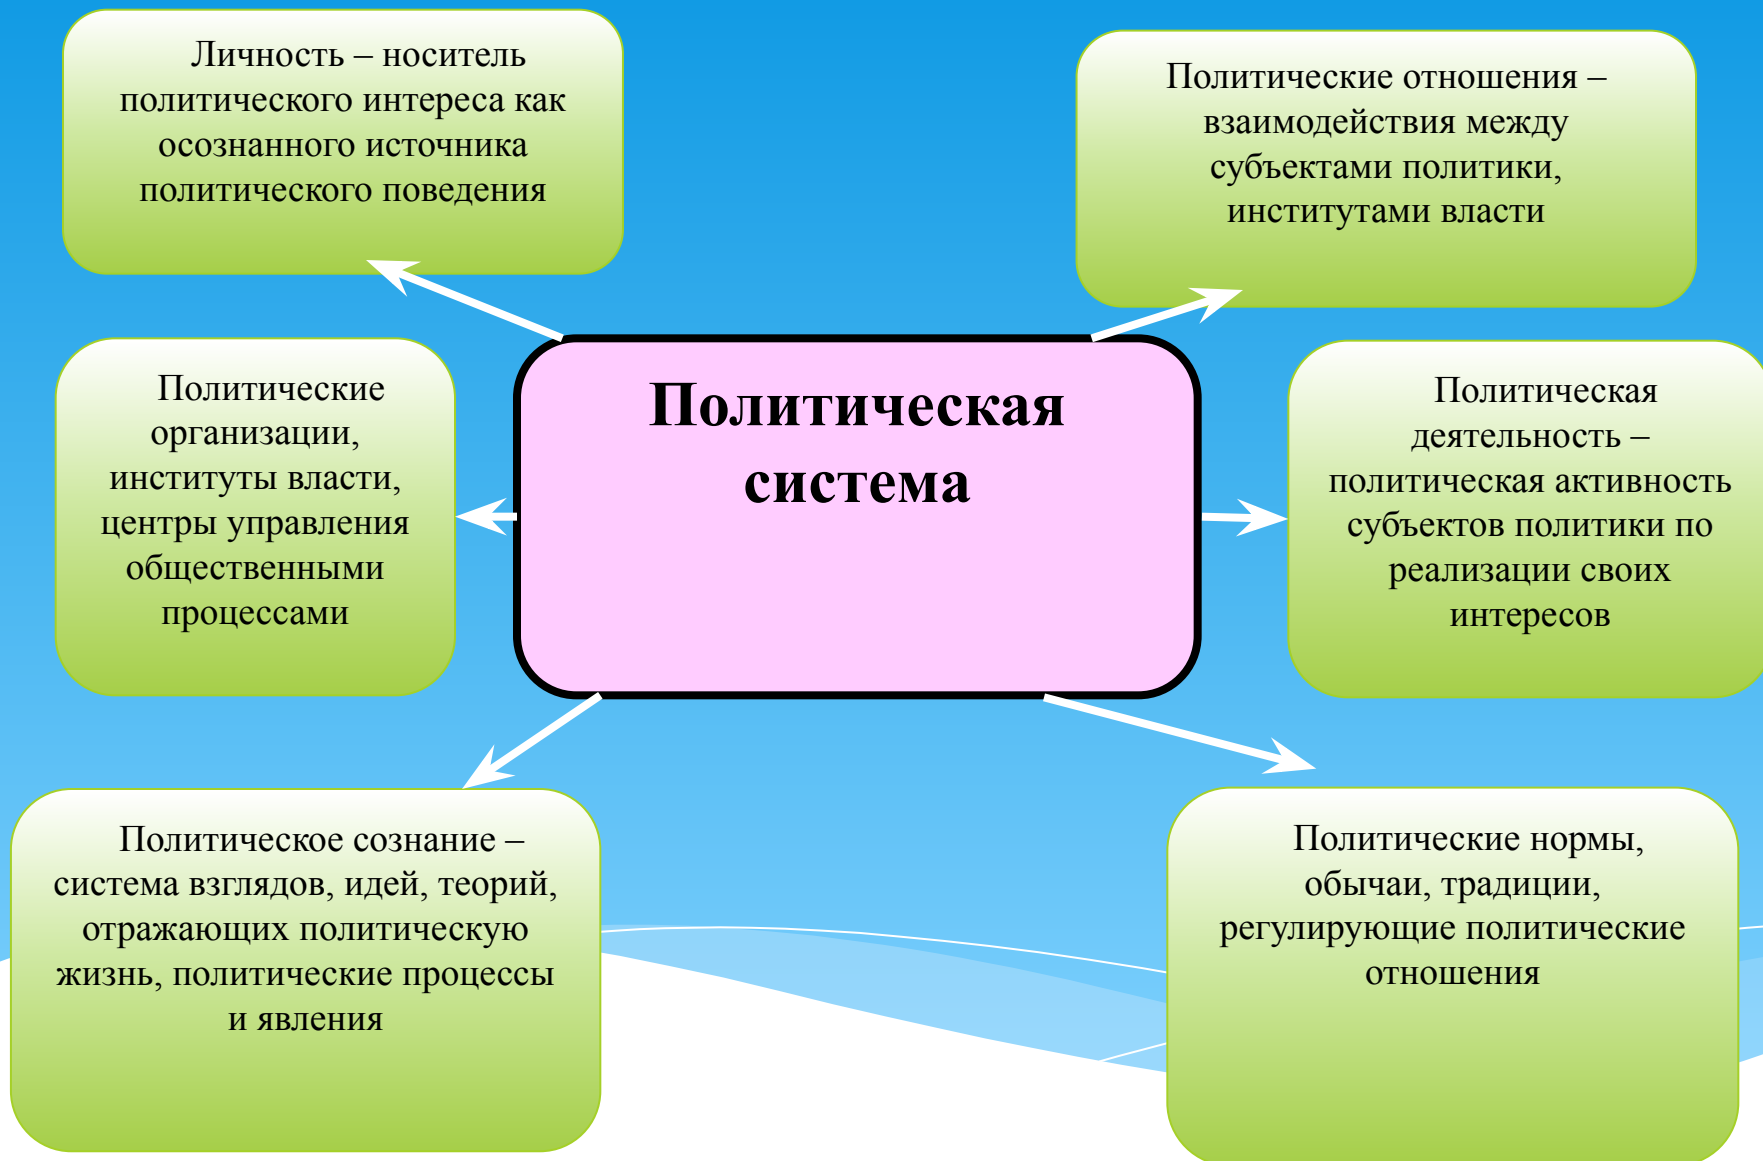 Личность – носитель
политического интереса как
осознанного источника
политического поведения
Политические отношения –
взаимодействия между
субъектами политики,
институтами власти
Политические
организации,
институты власти,
центры управления
общественными
процессами
Политическая
система
Политическая
деятельность –
политическая активность
субъектов политики по
реализации своих
интересов
Политическое сознание –
система взглядов, идей, теорий,
отражающих политическую
жизнь, политические процессы
и явления
Политические нормы,
обычаи, традиции,
регулирующие политические
отношения